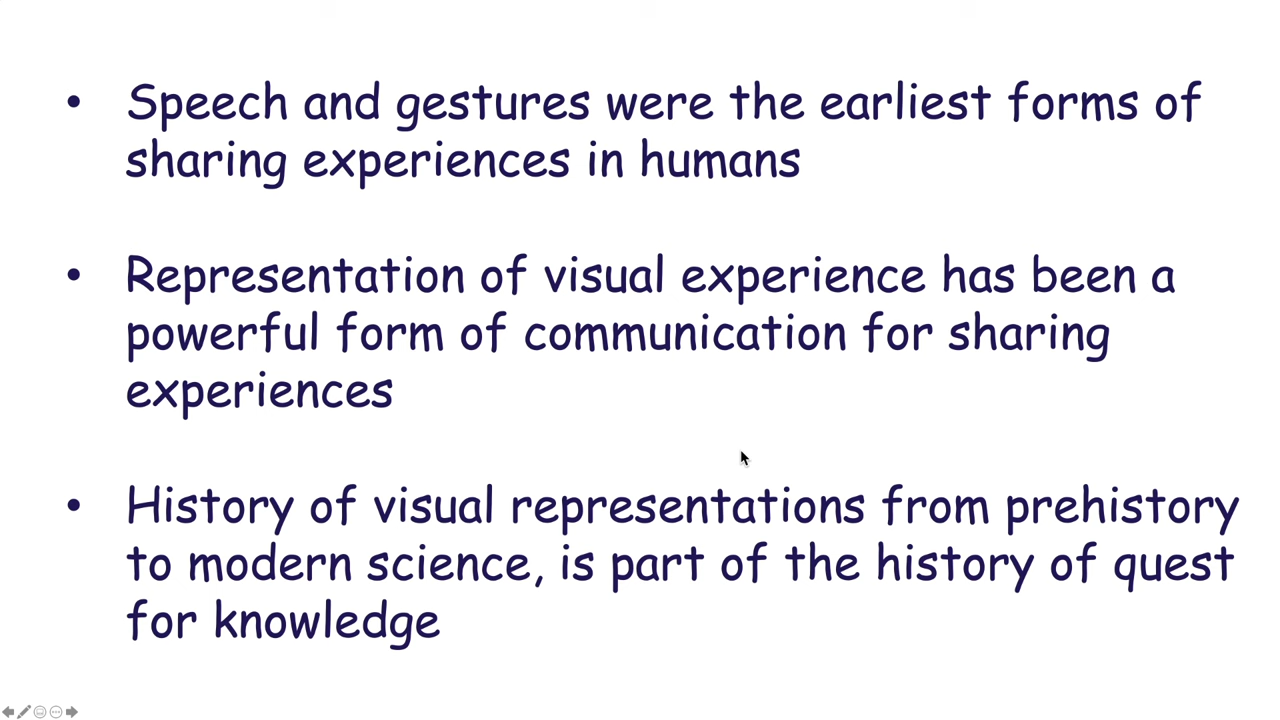 • Speech and gestures were the earliest forms of
sharing experiences in humans
• Representation of visual experience has been a
powerful form of communication for sharing
experiences
• History of visual representations from prehistory
to modern science, is part of the history of quest
for knowledge